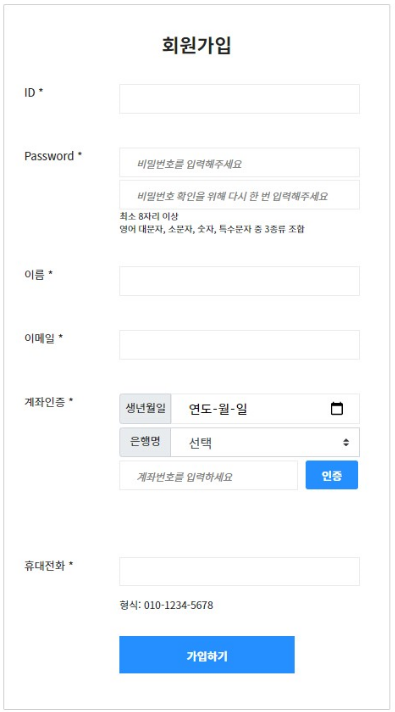 회원가입
ID *
Password *
비밀번호를 입력해주세요
비밀번호 확인을 위해 다시 한 번 입력해주세요
최소 8자리 이상
영어 대문자, 소문자, 숫자, 특수문자 중 3종류 조합
이름 *
이메일 *
계좌인증 *
생년월일 연도-월-일
은행명 선택
계좌번호를 입력하세요 인증
휴대전화 *
형식: 010-1234-5678
가입하기